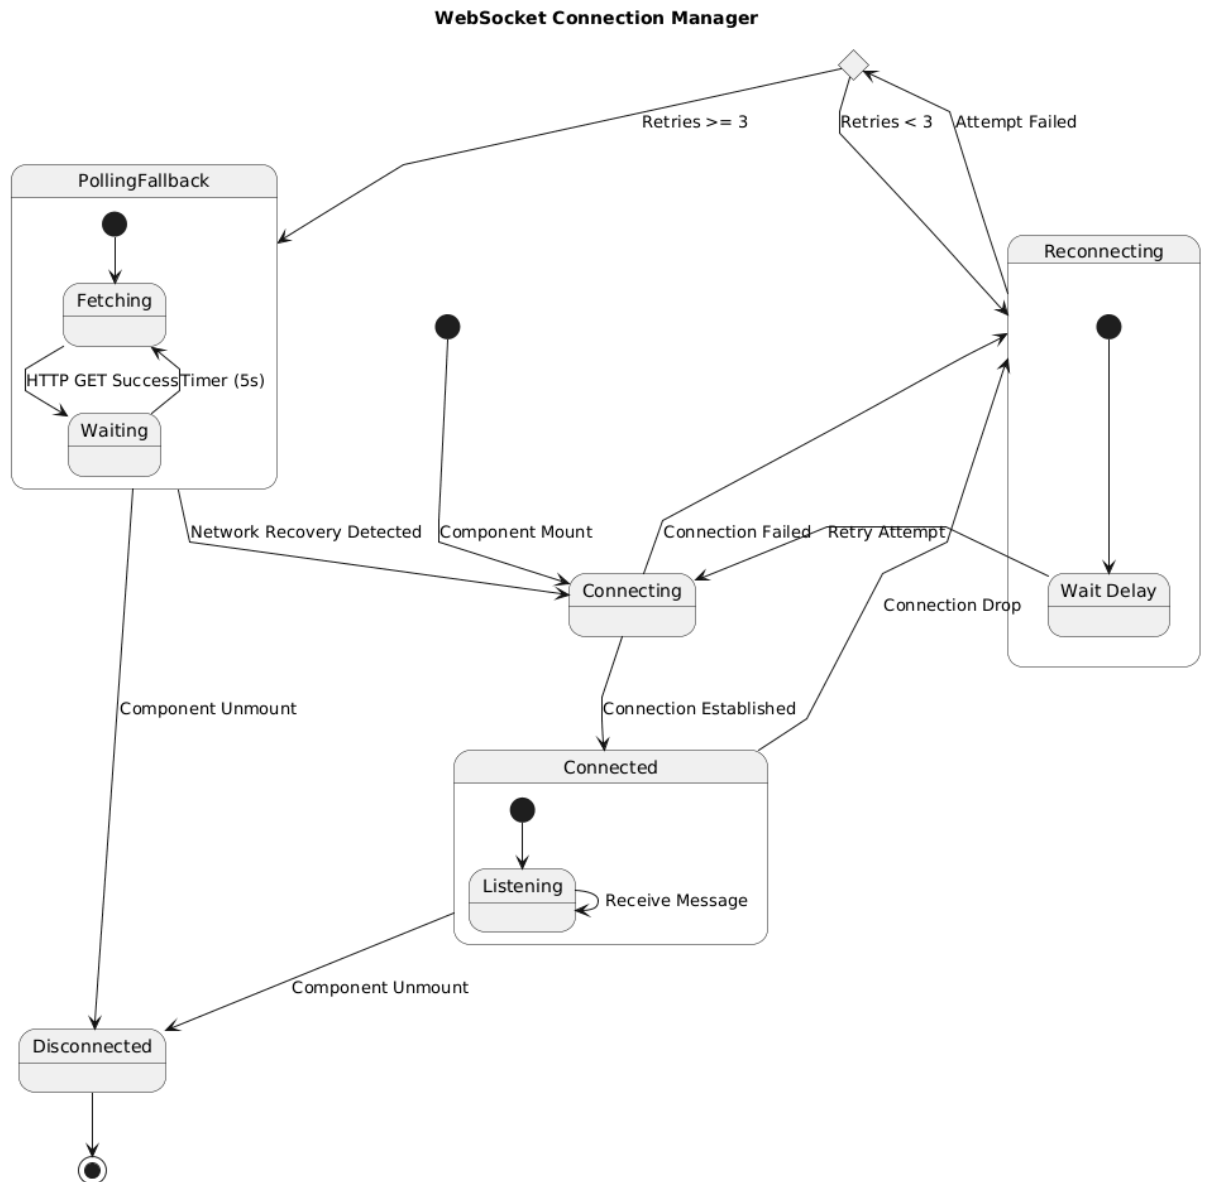 WebSocket Connection Manager
Retries >= 3
Retries < 3
Attempt Failed
PollingFallback
Fetching
HTTP GET Success
Timer (5s)
Waiting
Reconnecting
Network Recovery Detected
Component Mount
Connection Failed
Retry Attempt
Connecting
Wait Delay
Connection Drop
Component Unmount
Connection Established
Connected
Listening
Receive Message
Component Unmount
Disconnected